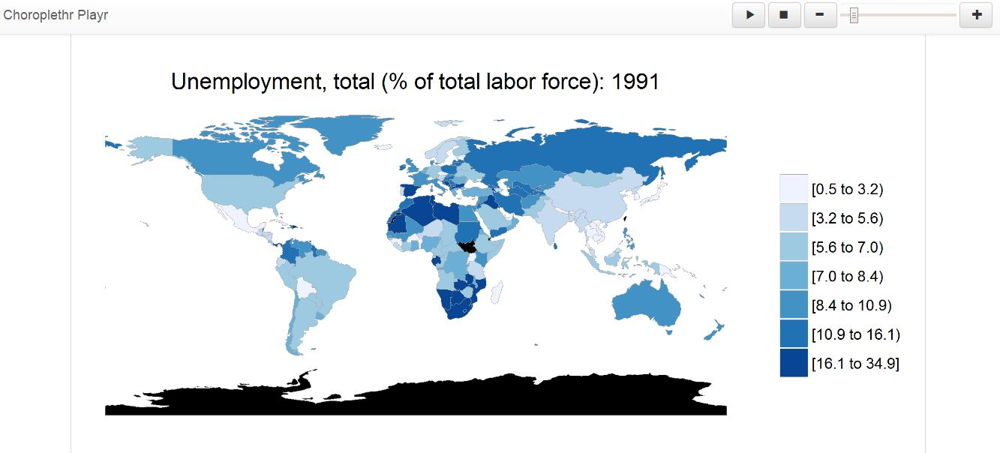 Choroplethr Playr
Unemployment, total (% of total labor force): 1991
[0.5 to 3.2)
[3.2 to 5.6)
[5.6 to 7.0)
[7.0 to 8.4)
[8.4 to 10.9)
[10.9 to 16.1)
[16.1 to 34.9]